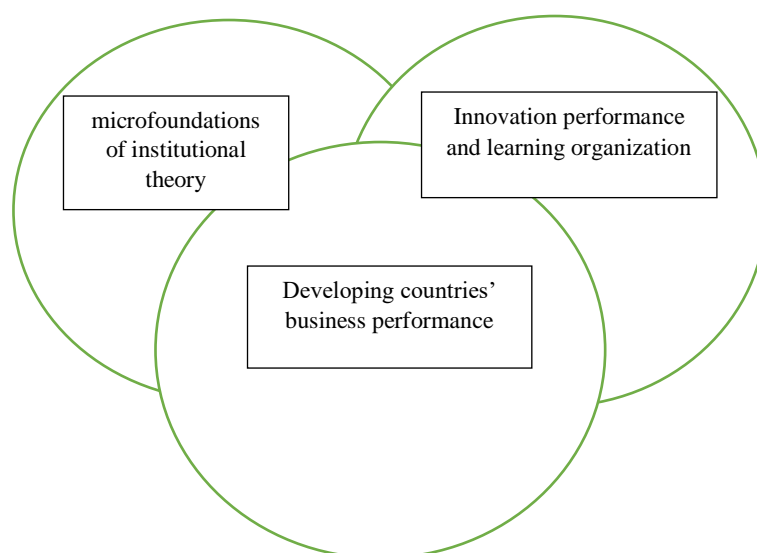 microfoundations
of institutional
theory
Innovation performance
and learning organization
Developing countries’
business performance